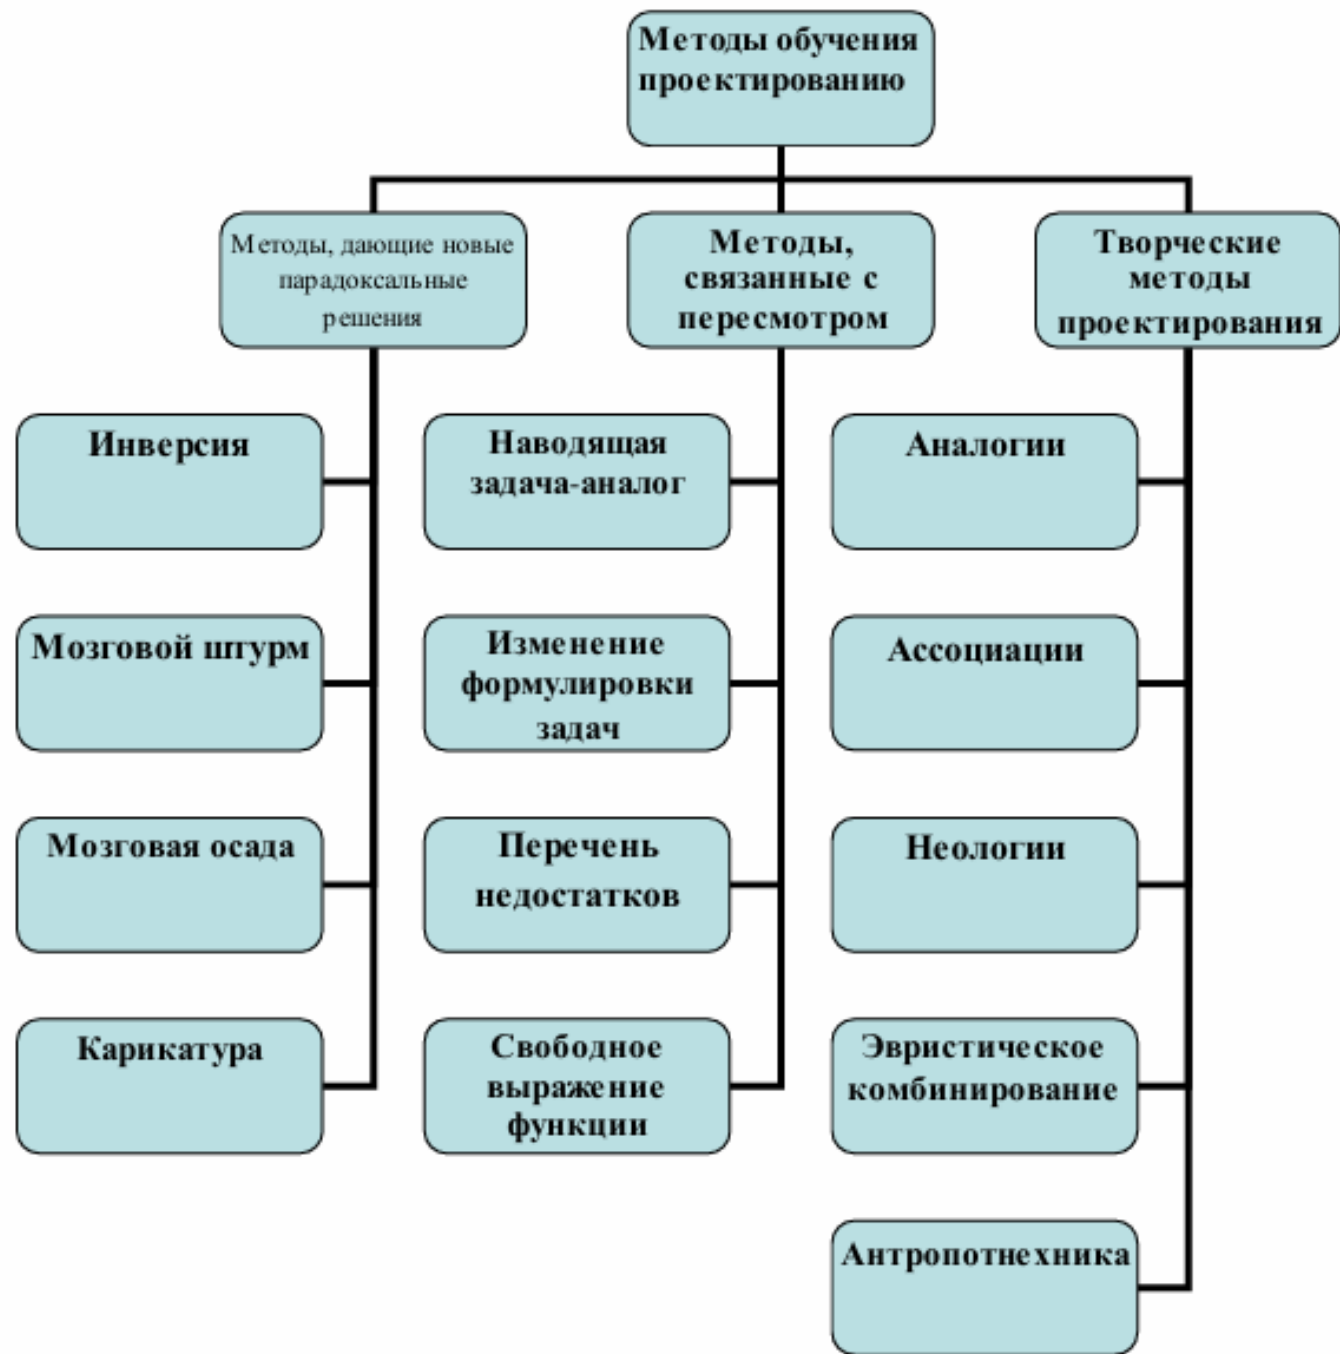 Методы обучения
проектированию
Методы, дающие новые
парадоксальные
решения
Методы,
связанные с
пересмотром
Творческие
методы
проектирования
Инверсия
Мозговой штурм
Мозговая осада
Карикатура
Наводящая
задача-аналог
Изменение
формулировки
задач
Перечень
недостатков
Свободное
выражение
функции
Аналогии
Ассоциации
Неологии
Эвристическое
комбинирование
Антропотнехника